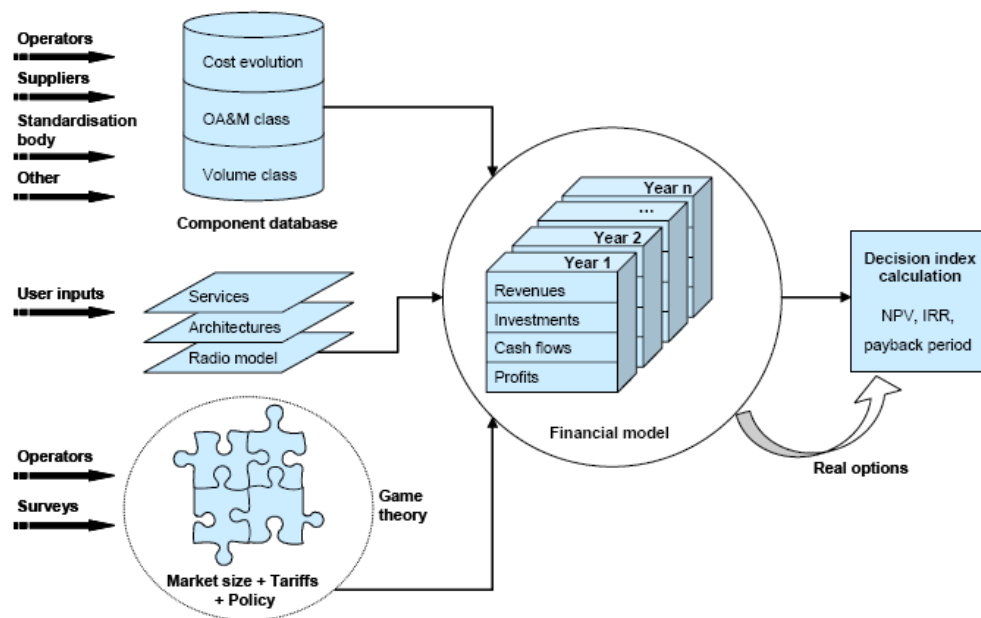 Operators
Suppliers
Standardisation
body
Other
Cost evolution
OA&M class
Volume class
Component database
User inputs
Services
Architectures
Radio model
Operators
Surveys
Game
theory
Market size + Tariffs
+ Policy
Year n
...
Year 2
Year 1
Revenues
Investments
Cash flows
Profits
Financial model
Decision index
calculation
NPV, IRR,
payback period
Real options